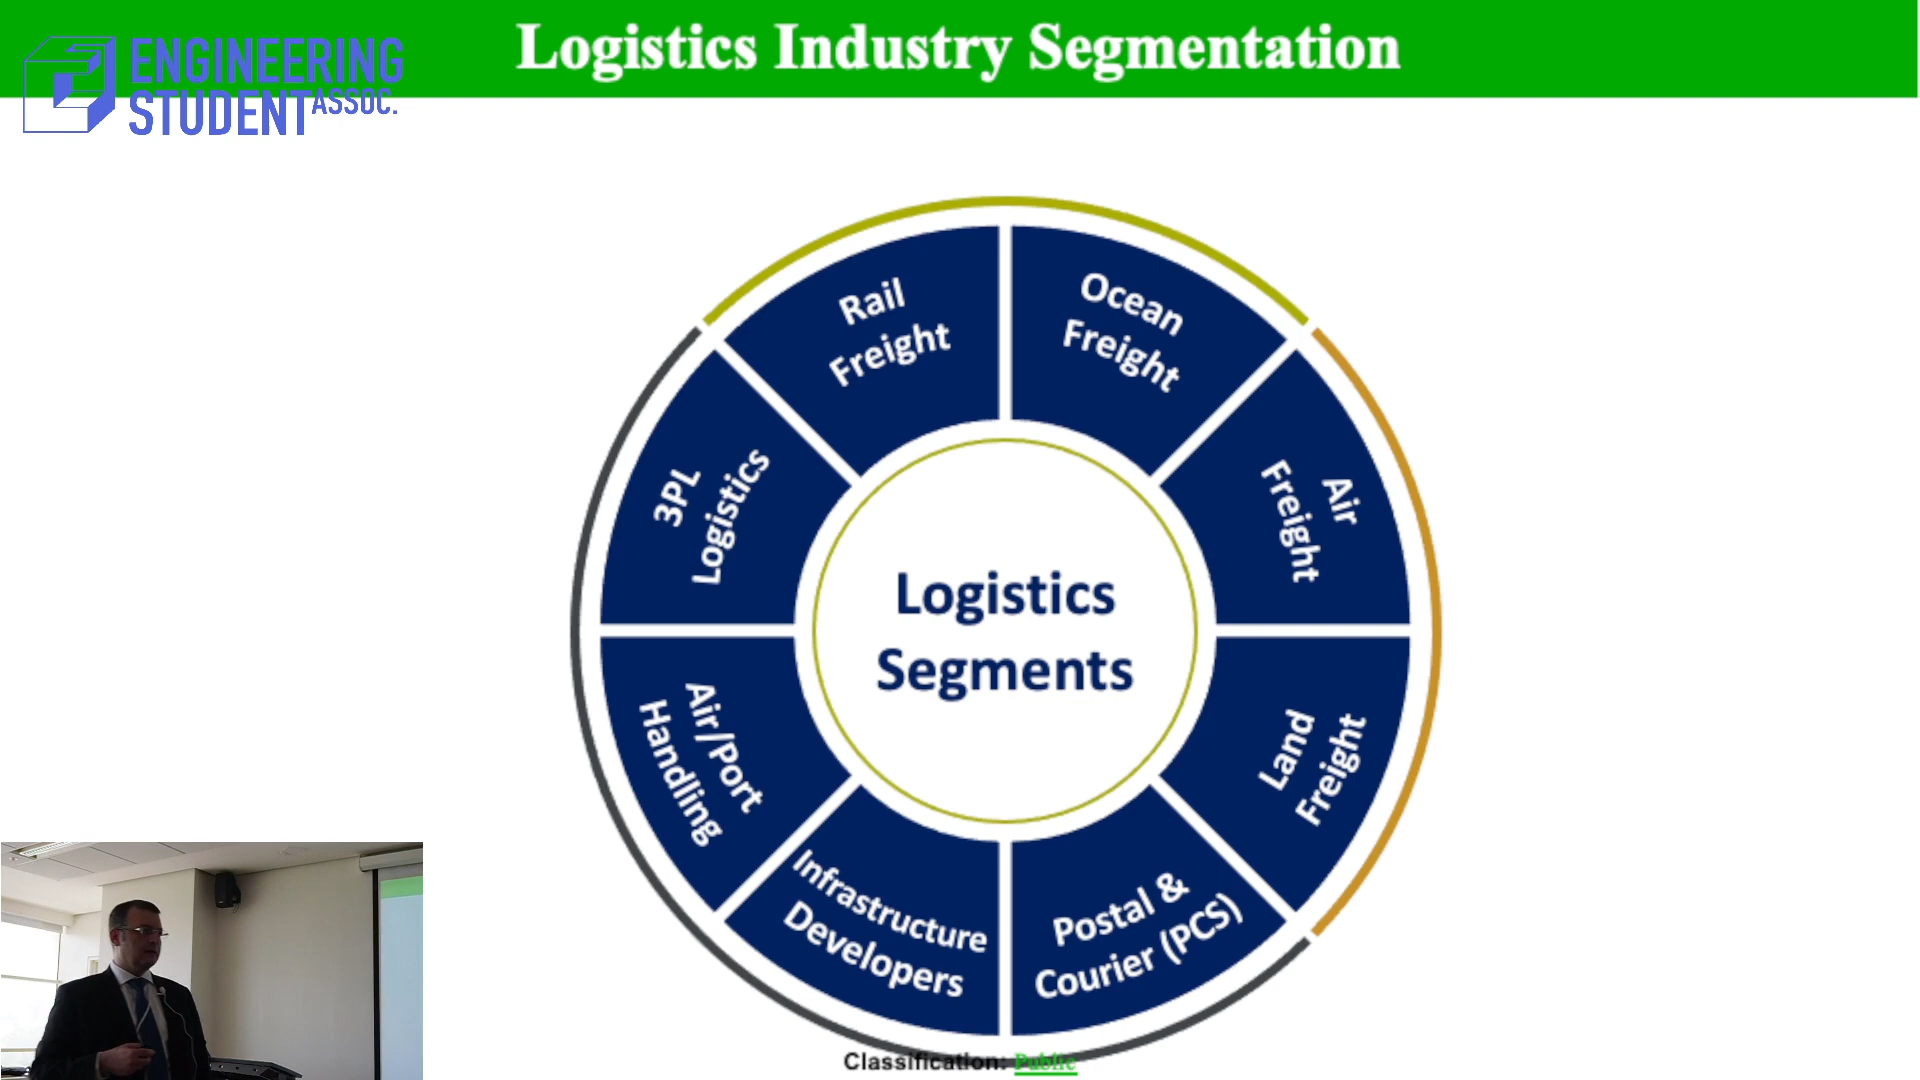 Logistics Industry Segmentation
ENGINEERING
STUDENT ASSOC.
Rail
Freight
Ocean
Freight
Air
Freight
Land
Freight
Postal &
Courier (PCS)
Infrastructure
Developers
Air/Port
Handling
3PL
Logistics
Logistics
Segments
Classification: Public